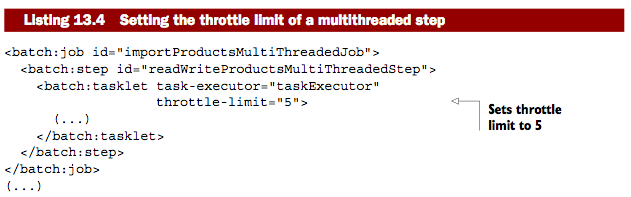 Listing 13.4 Setting the throttle limit of a multithreaded step
<batch:job id="importProductsMultiThreadedJob">
<batch:step id="readWriteProductsMultiThreadedStep">
<batch:tasklet task-executor="taskExecutor"
throttle-limit="5">
(...)
</batch:tasklet>
</batch:step>
</batch:job>
(...)
Sets throttle
limit to 5